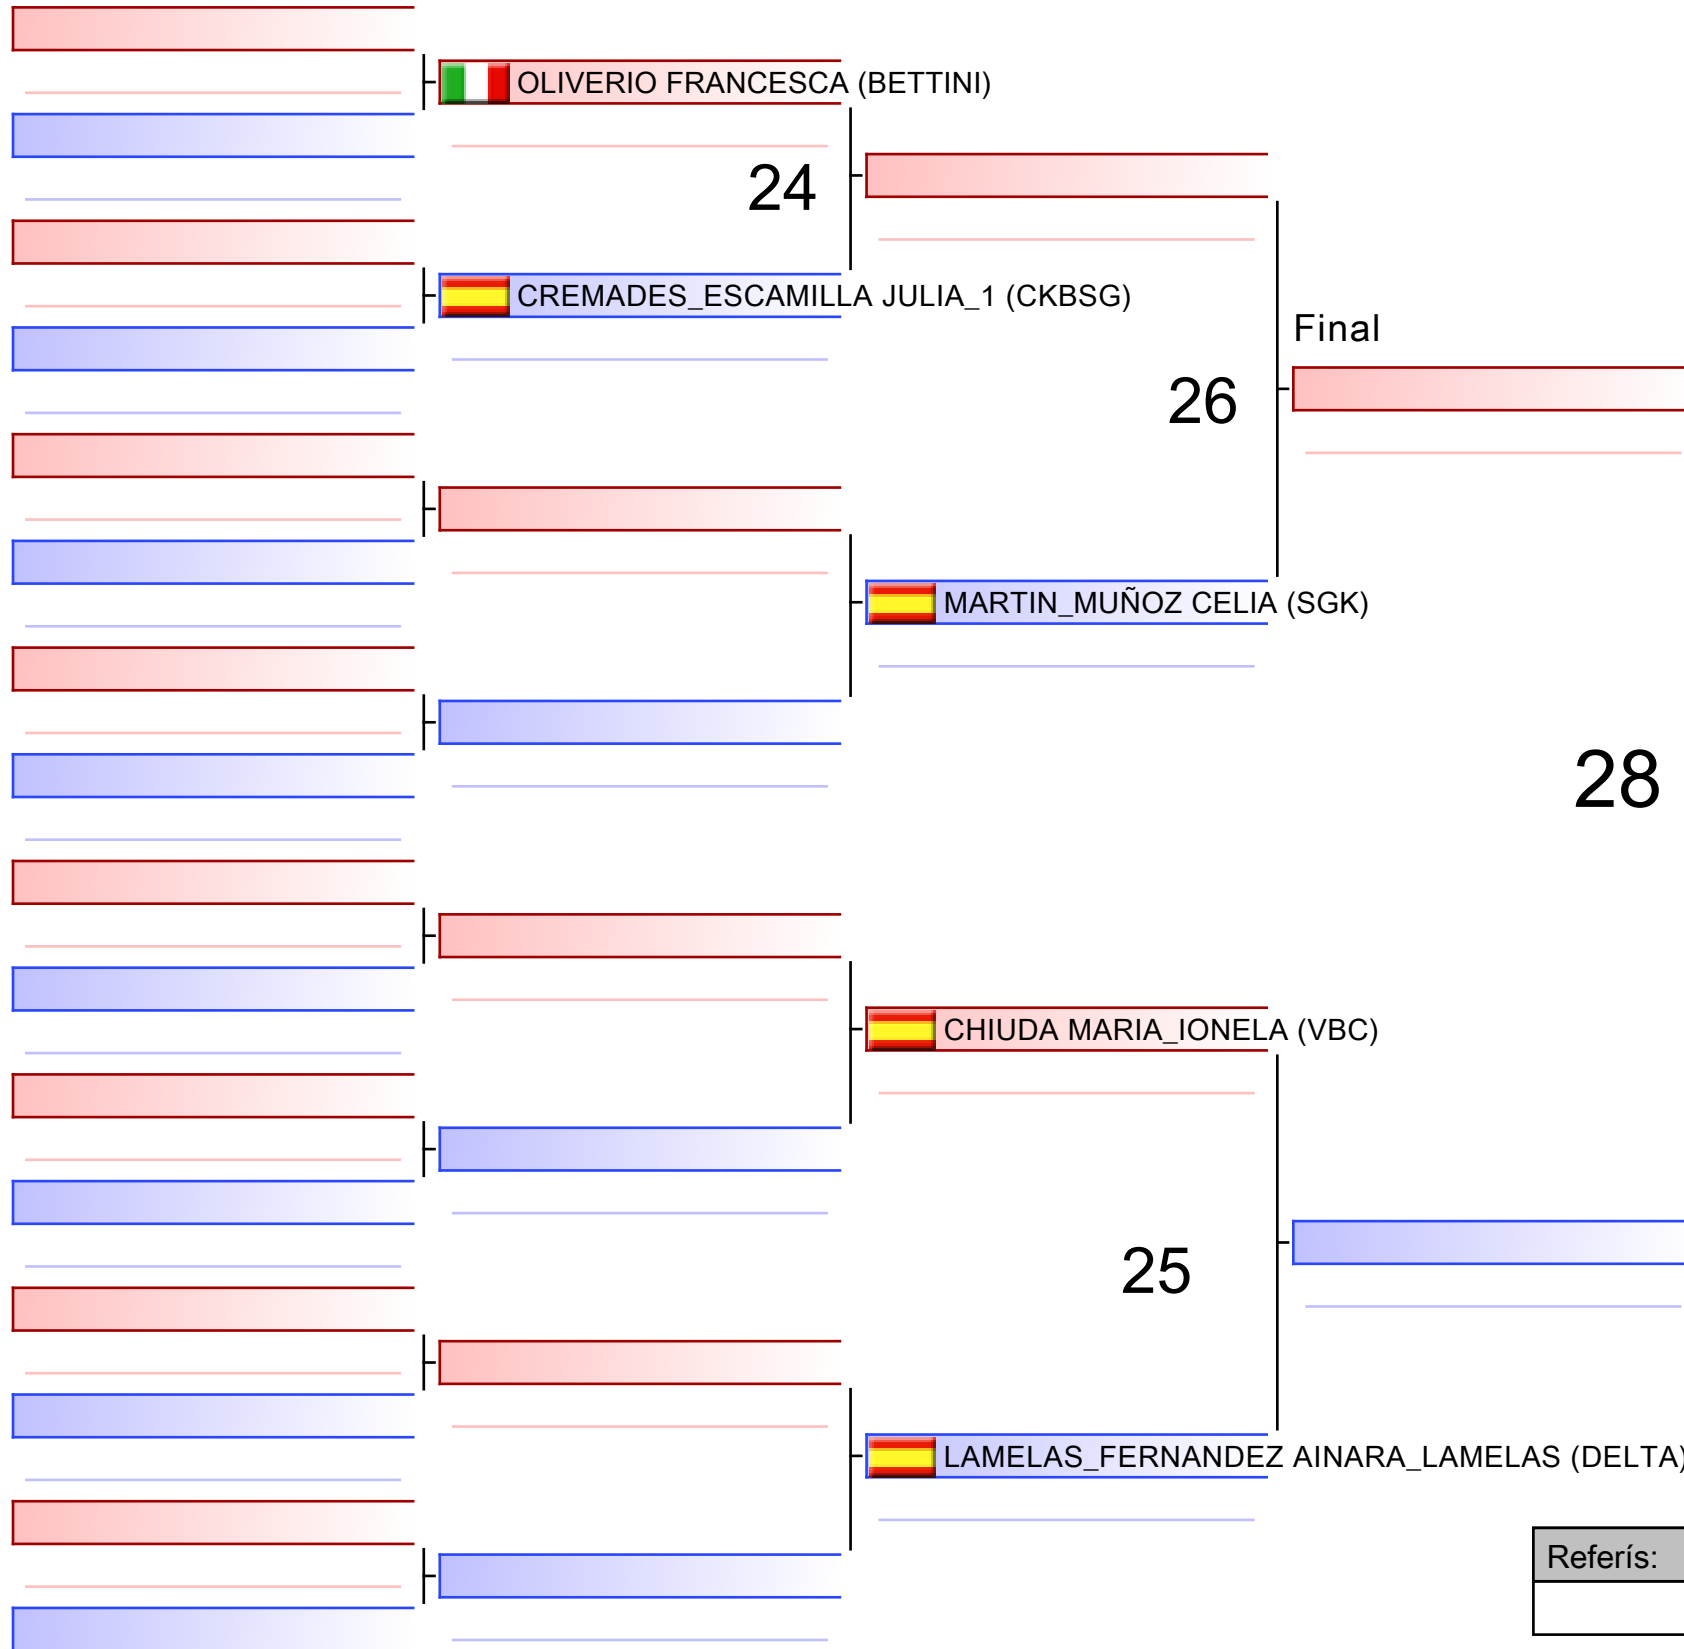 OLIVERIO FRANCESCA (BETTINI)
24
CREMADES_ESCAMILLA JULIA_1 (CKBSG)
Final
26
MARTIN_MUÑOZ CELIA (SGK)
28
CHIUDA MARIA_IONELA (VBC)
25
LAMELAS_FERNANDEZ AINARA_LAMELAS (DELTA)
Referís: